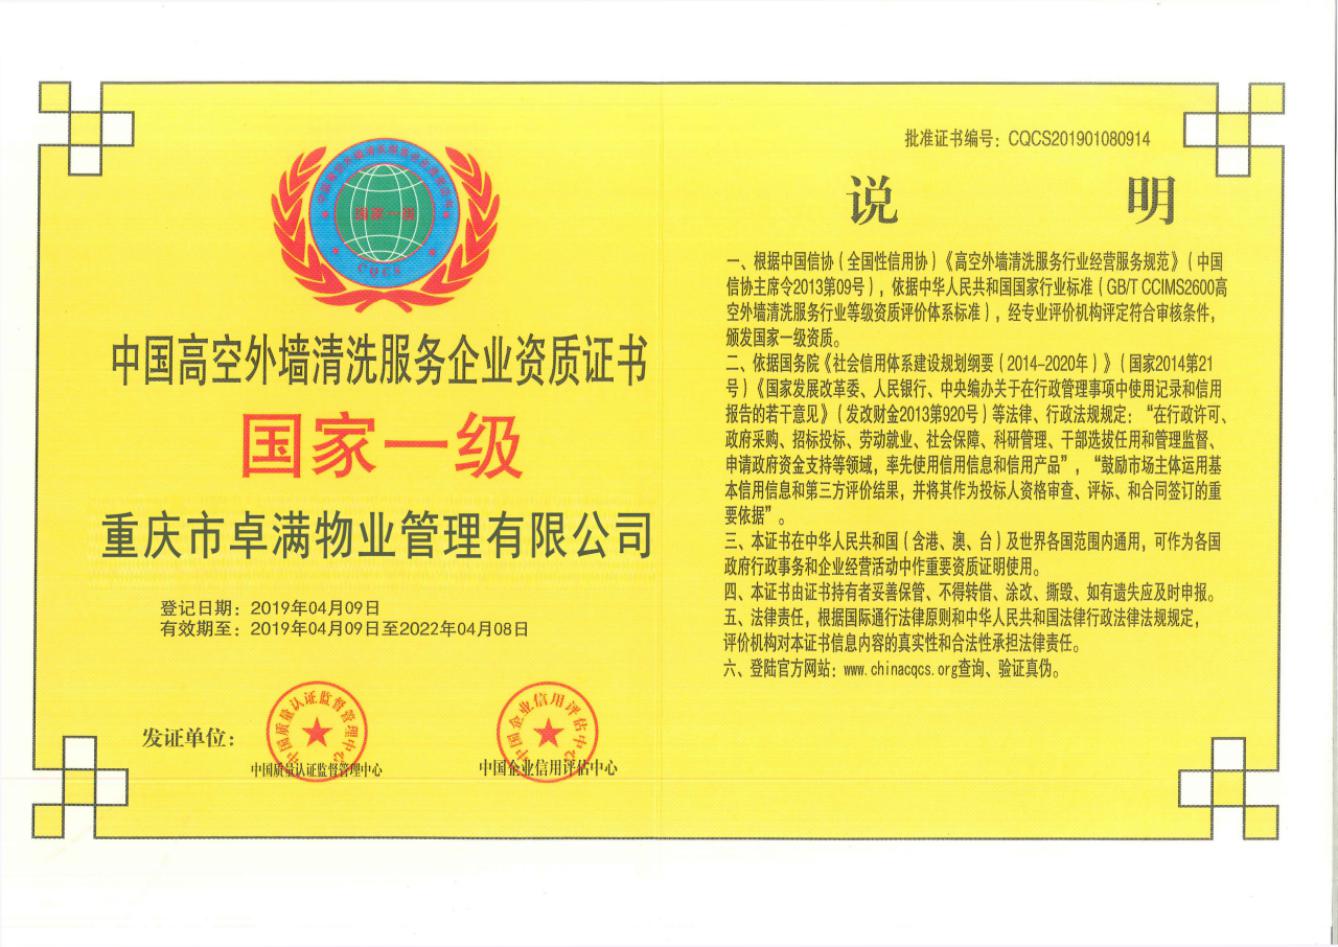 国家一级
CQCS
中国高空外墙清洗服务企业资质证书
国家一级
重庆市卓满物业管理有限公司
登记日期：2019年04月09日
有效期至：2019年04月09日至2022年04月08日
发证单位：
中国质量认证监督管理中心
中国质量认证监督管理中心
中国企业信用评估中心
中国企业信用评估中心
批准证书编号：CQCS201901080914
说 明
一、根据中国信协（全国性信用协）《高空外墙清洗服务行业经营服务规范》（中国
信协主席令2013第09号），依据中华人民共和国国家行业标准（GB/T CCIMS2600高
空外墙清洗服务行业等级资质评价体系标准），经专业评价机构评定符合审核条件，
颁发国家一级资质。
二、依据国务院《社会信用体系建设规划纲要（2014-2020年）》（国家2014第21
号）《国家发展改革委、人民银行、中央编办关于在行政管理事项中使用记录和信用
报告的若干意见》（发改财金2013第920号）等法律、行政法规规定：“在行政许可、
政府采购、招标投标、劳动就业、社会保障、科研管理、干部选拔任用和管理监督、
申请政府资金支持等领域，率先使用信用信息和信用产品”，“鼓励市场主体运用基
本信用信息和第三方评价结果，并将其作为投标人资格审查、评标、和合同签订的重
要依据”。
三、本证书在中华人民共和国（含港、澳、台）及世界各国范围内通用，可作为各国
政府行政事务和企业经营活动中作重要资质证明使用。
四、本证书由证书持有者妥善保管、不得转借、涂改、撕毁、如有遗失应及时申报。
五、法律责任，根据国际通行法律原则和中华人民共和国法律行政法律法规规定，
评价机构对本证书信息内容的真实性和合法性承担法律责任。
六、登陆官方网站：www.chinacqcs.org查询、验证真伪。